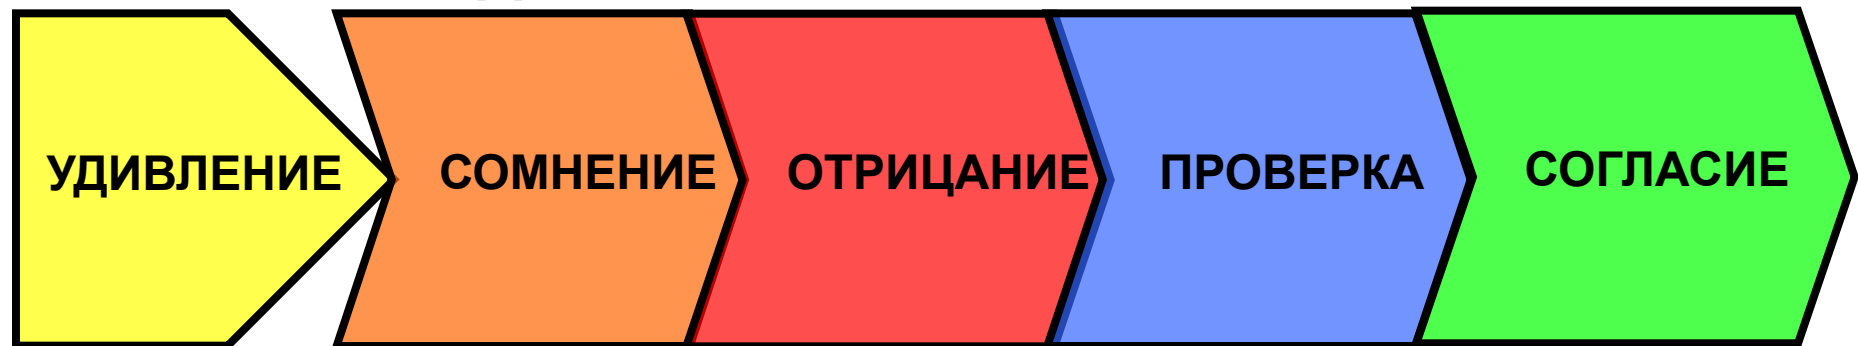 УДИВЛЕНИЕ СОМНЕНИЕ ОТРИЦАНИЕ ПРОВЕРКА СОГЛАСИЕ